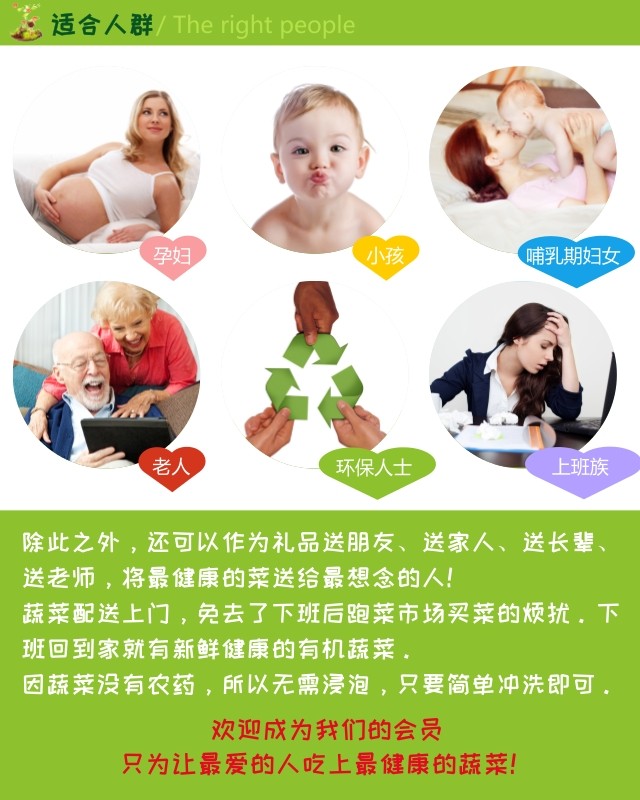 适合人群/ The right people
孕妇
小孩
哺乳期妇女
老人
环保人士
上班族
除此之外，还可以作为礼品送朋友、送家人、送长辈、
送老师，将最健康的菜送给最想念的人！
蔬菜配送上门，免去了下班后跑菜市场买菜的烦扰．下
班回到家就有新鲜健康的有机蔬菜．
因蔬菜没有农药，所以无需浸泡，只要简单冲洗即可．
欢迎成为我们的会员
只为让最爱的人吃上最健康的蔬菜！